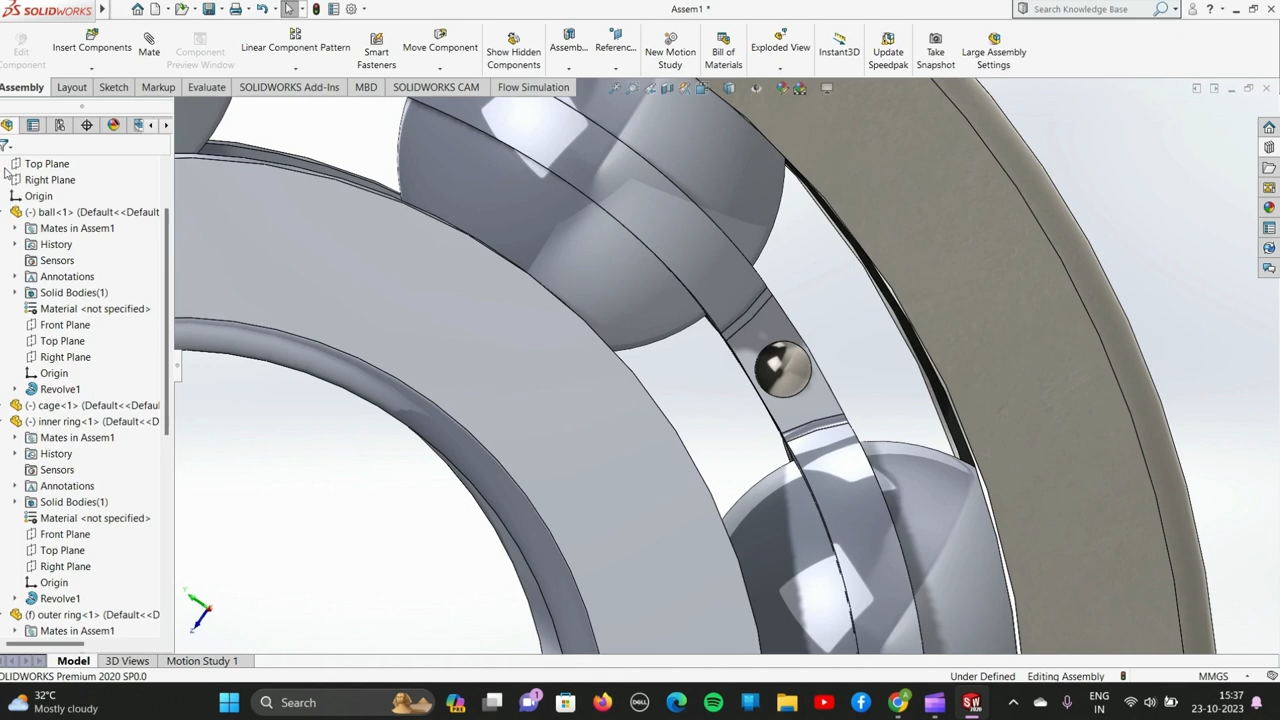 SOLIDWORKS
Assem1 *
Search Knowledge Base
Edit Component
Insert Components
Mate
Component Preview Window
Linear Component Pattern
Smart Fasteners
Move Component
Show Hidden Components
Assemb...
Referenc...
New Motion Study
Bill of Materials
Exploded View
Instant3D
Update Speedpak
Take Snapshot
Large Assembly Settings
Assembly
Layout
Sketch
Markup
Evaluate
SOLIDWORKS Add-Ins
MBD
SOLIDWORKS CAM
Flow Simulation
Top Plane
Right Plane
Origin
(-) ball<1> (Default<<Default
Mates in Assem1
History
Sensors
Annotations
Solid Bodies(1)
Material <not specified>
Front Plane
Top Plane
Right Plane
Origin
Revolve1
(-) cage<1> (Default<<Defaul
(-) inner ring<1> (Default<<D
Mates in Assem1
History
Sensors
Annotations
Solid Bodies(1)
Material <not specified>
Front Plane
Top Plane
Right Plane
Origin
Revolve1
(f) outer ring<1> (Default<<D
Mates in Assem1
Model
3D Views
Motion Study 1
SOLIDWORKS Premium 2020 SP0.0
Under Defined
Editing Assembly
MMGS
32°C
Mostly cloudy
Search
ENG
IN
15:37
23-10-2023